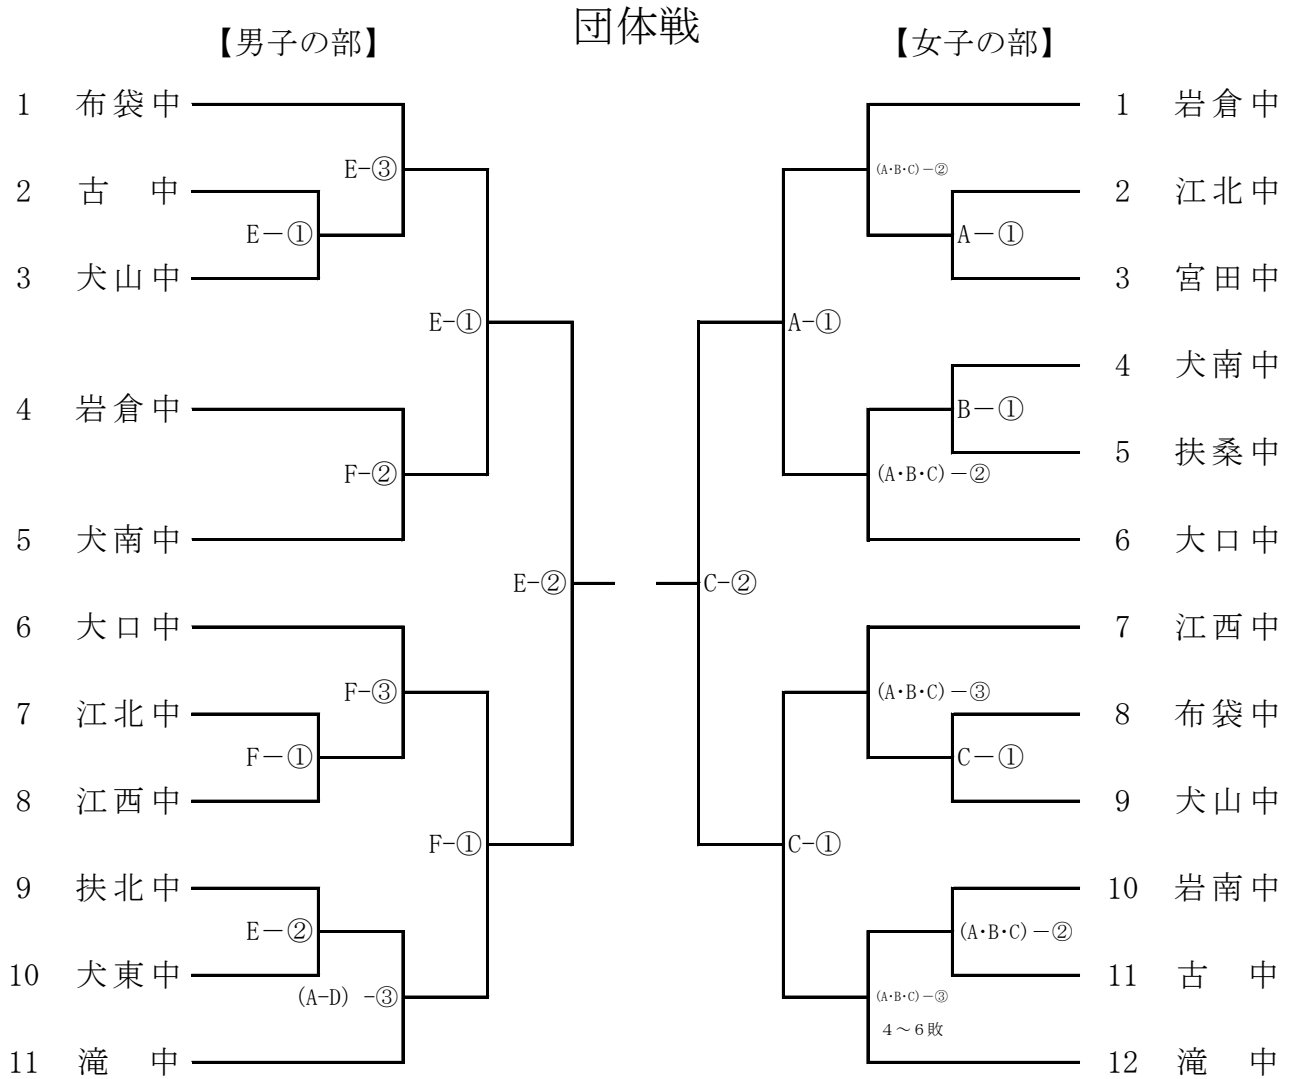 団体戦
【男子の部】
1 布袋中
E-③
2 古　中
E－①
3 犬山中
E-①
4 岩倉中
F-②
5 犬南中
E-②
6 大口中
F-③
7 江北中
F－①
8 江西中
F-①
9 扶北中
E－②
10 犬東中
(A-D) -③
11 滝　中
【女子の部】
1 岩倉中
(A･B･C)－②
2 江北中
A－①
3 宮田中
A-①
4 犬南中
B－①
5 扶桑中
(A･B･C)－②
6 大口中
C-②
7 江西中
(A･B･C)－③
8 布袋中
C－①
9 犬山中
C-①
10 岩南中
(A･B･C)－②
11 古　中
(A･B･C)－③
４～６敗
12 滝　中